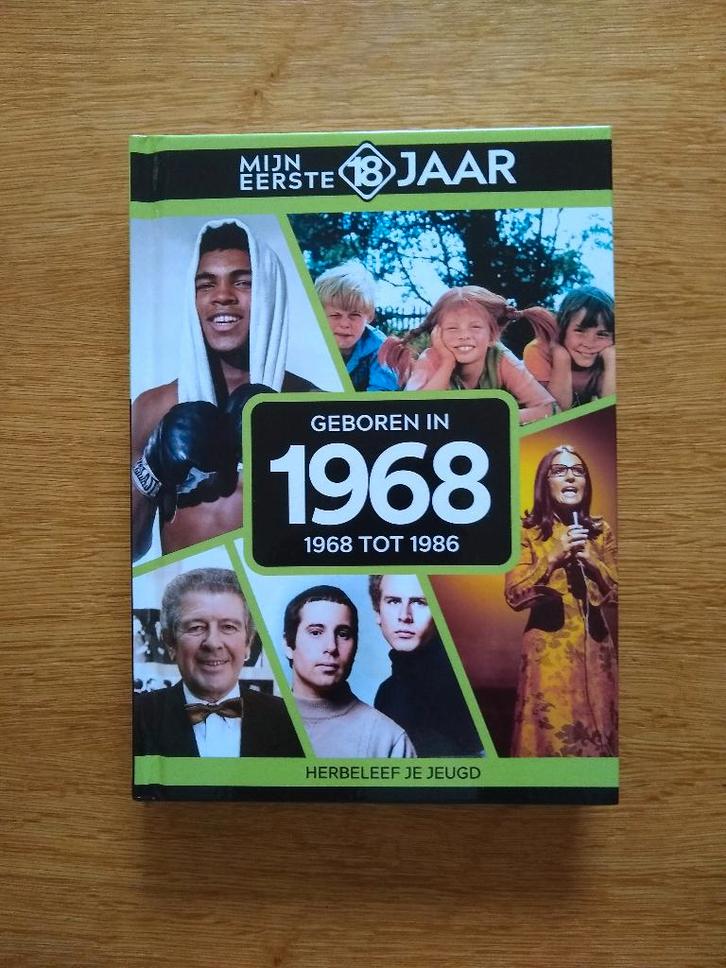 MIJN
EERSTE 18 JAAR
GEBOREN IN
1968
1968 TOT 1986
HERBELEEF JE JEUGD